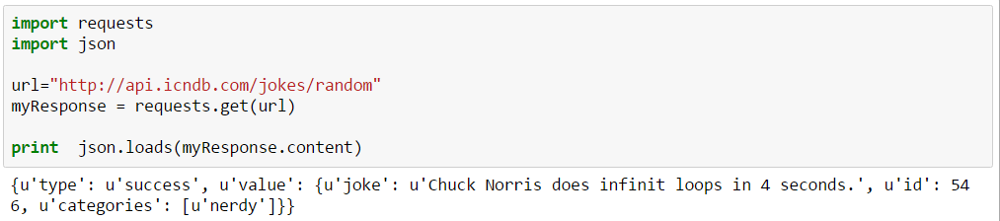 import requests
import json
url="http://api.icndb.com/jokes/random"
myResponse = requests.get(url)
print  json.loads(myResponse.content)
{u'type': u'success', u'value': {u'joke': u'Chuck Norris does infinit loops in 4 seconds.', u'id': 54
6, u'categories': [u'nerdy']}}